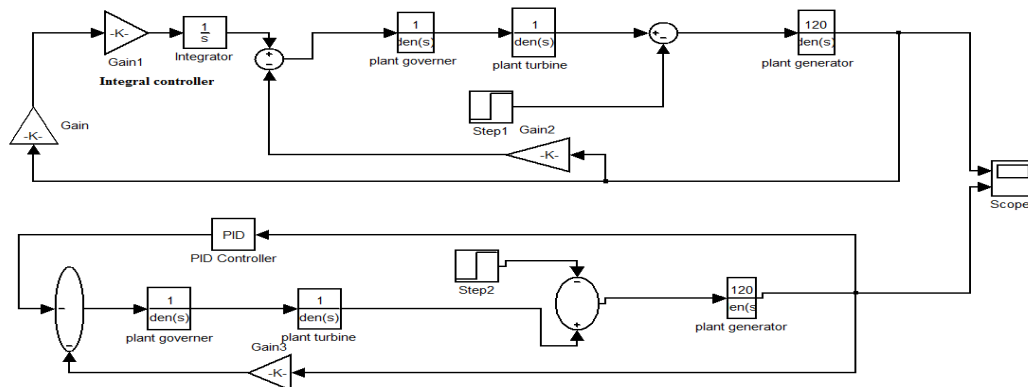 -K-
Gain1
1
s
Integrator
Integral controller
+
-
1
den(s)
plant governer
1
den(s)
plant turbine
+
-
120
den(s)
plant generator
-K-
Gain
Step1
Gain2
-K-
Scope
PID
PID Controller
-
-
1
den(s)
plant governer
1
den(s)
plant turbine
Step2
-
+
120
en(s
plant generator
Gain3
-K-